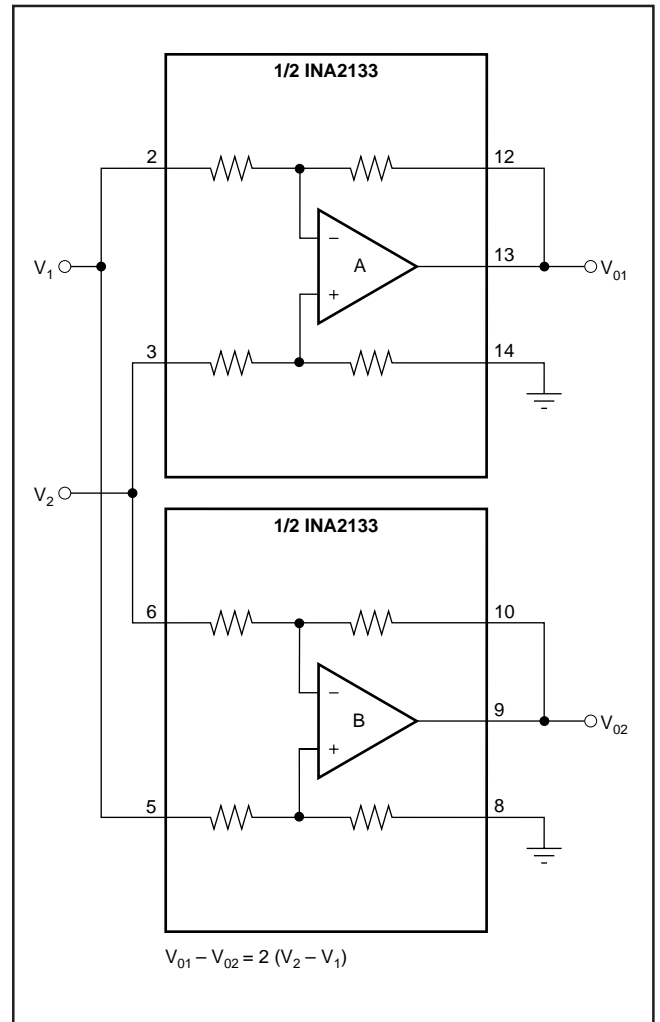 1/2 INA2133
2
12
−
A
13
V1
V01
+
3
14
V2
1/2 INA2133
6
10
−
B
9
V02
+
5
8
V01 – V02 = 2 (V2 – V1)